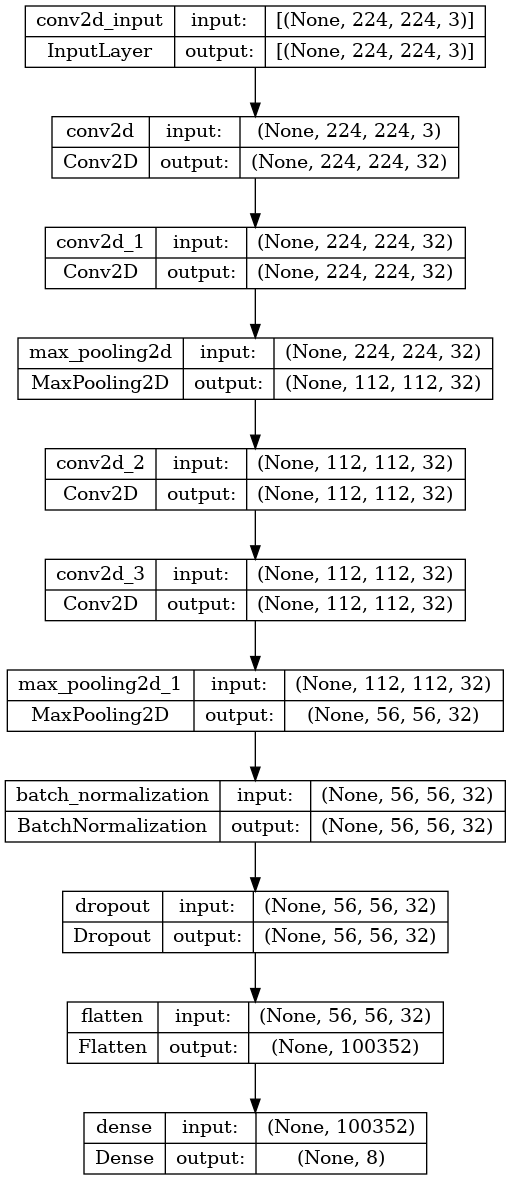 conv2d_input input: [(None, 224, 224, 3)]
InputLayer output: [(None, 224, 224, 3)]
conv2d input: (None, 224, 224, 3)
Conv2D output: (None, 224, 224, 32)
conv2d_1 input: (None, 224, 224, 32)
Conv2D output: (None, 224, 224, 32)
max_pooling2d input: (None, 224, 224, 32)
MaxPooling2D output: (None, 112, 112, 32)
conv2d_2 input: (None, 112, 112, 32)
Conv2D output: (None, 112, 112, 32)
conv2d_3 input: (None, 112, 112, 32)
Conv2D output: (None, 112, 112, 32)
max_pooling2d_1 input: (None, 112, 112, 32)
MaxPooling2D output: (None, 56, 56, 32)
batch_normalization input: (None, 56, 56, 32)
BatchNormalization output: (None, 56, 56, 32)
dropout input: (None, 56, 56, 32)
Dropout output: (None, 56, 56, 32)
flatten input: (None, 56, 56, 32)
Flatten output: (None, 100352)
dense input: (None, 100352)
Dense output: (None, 8)